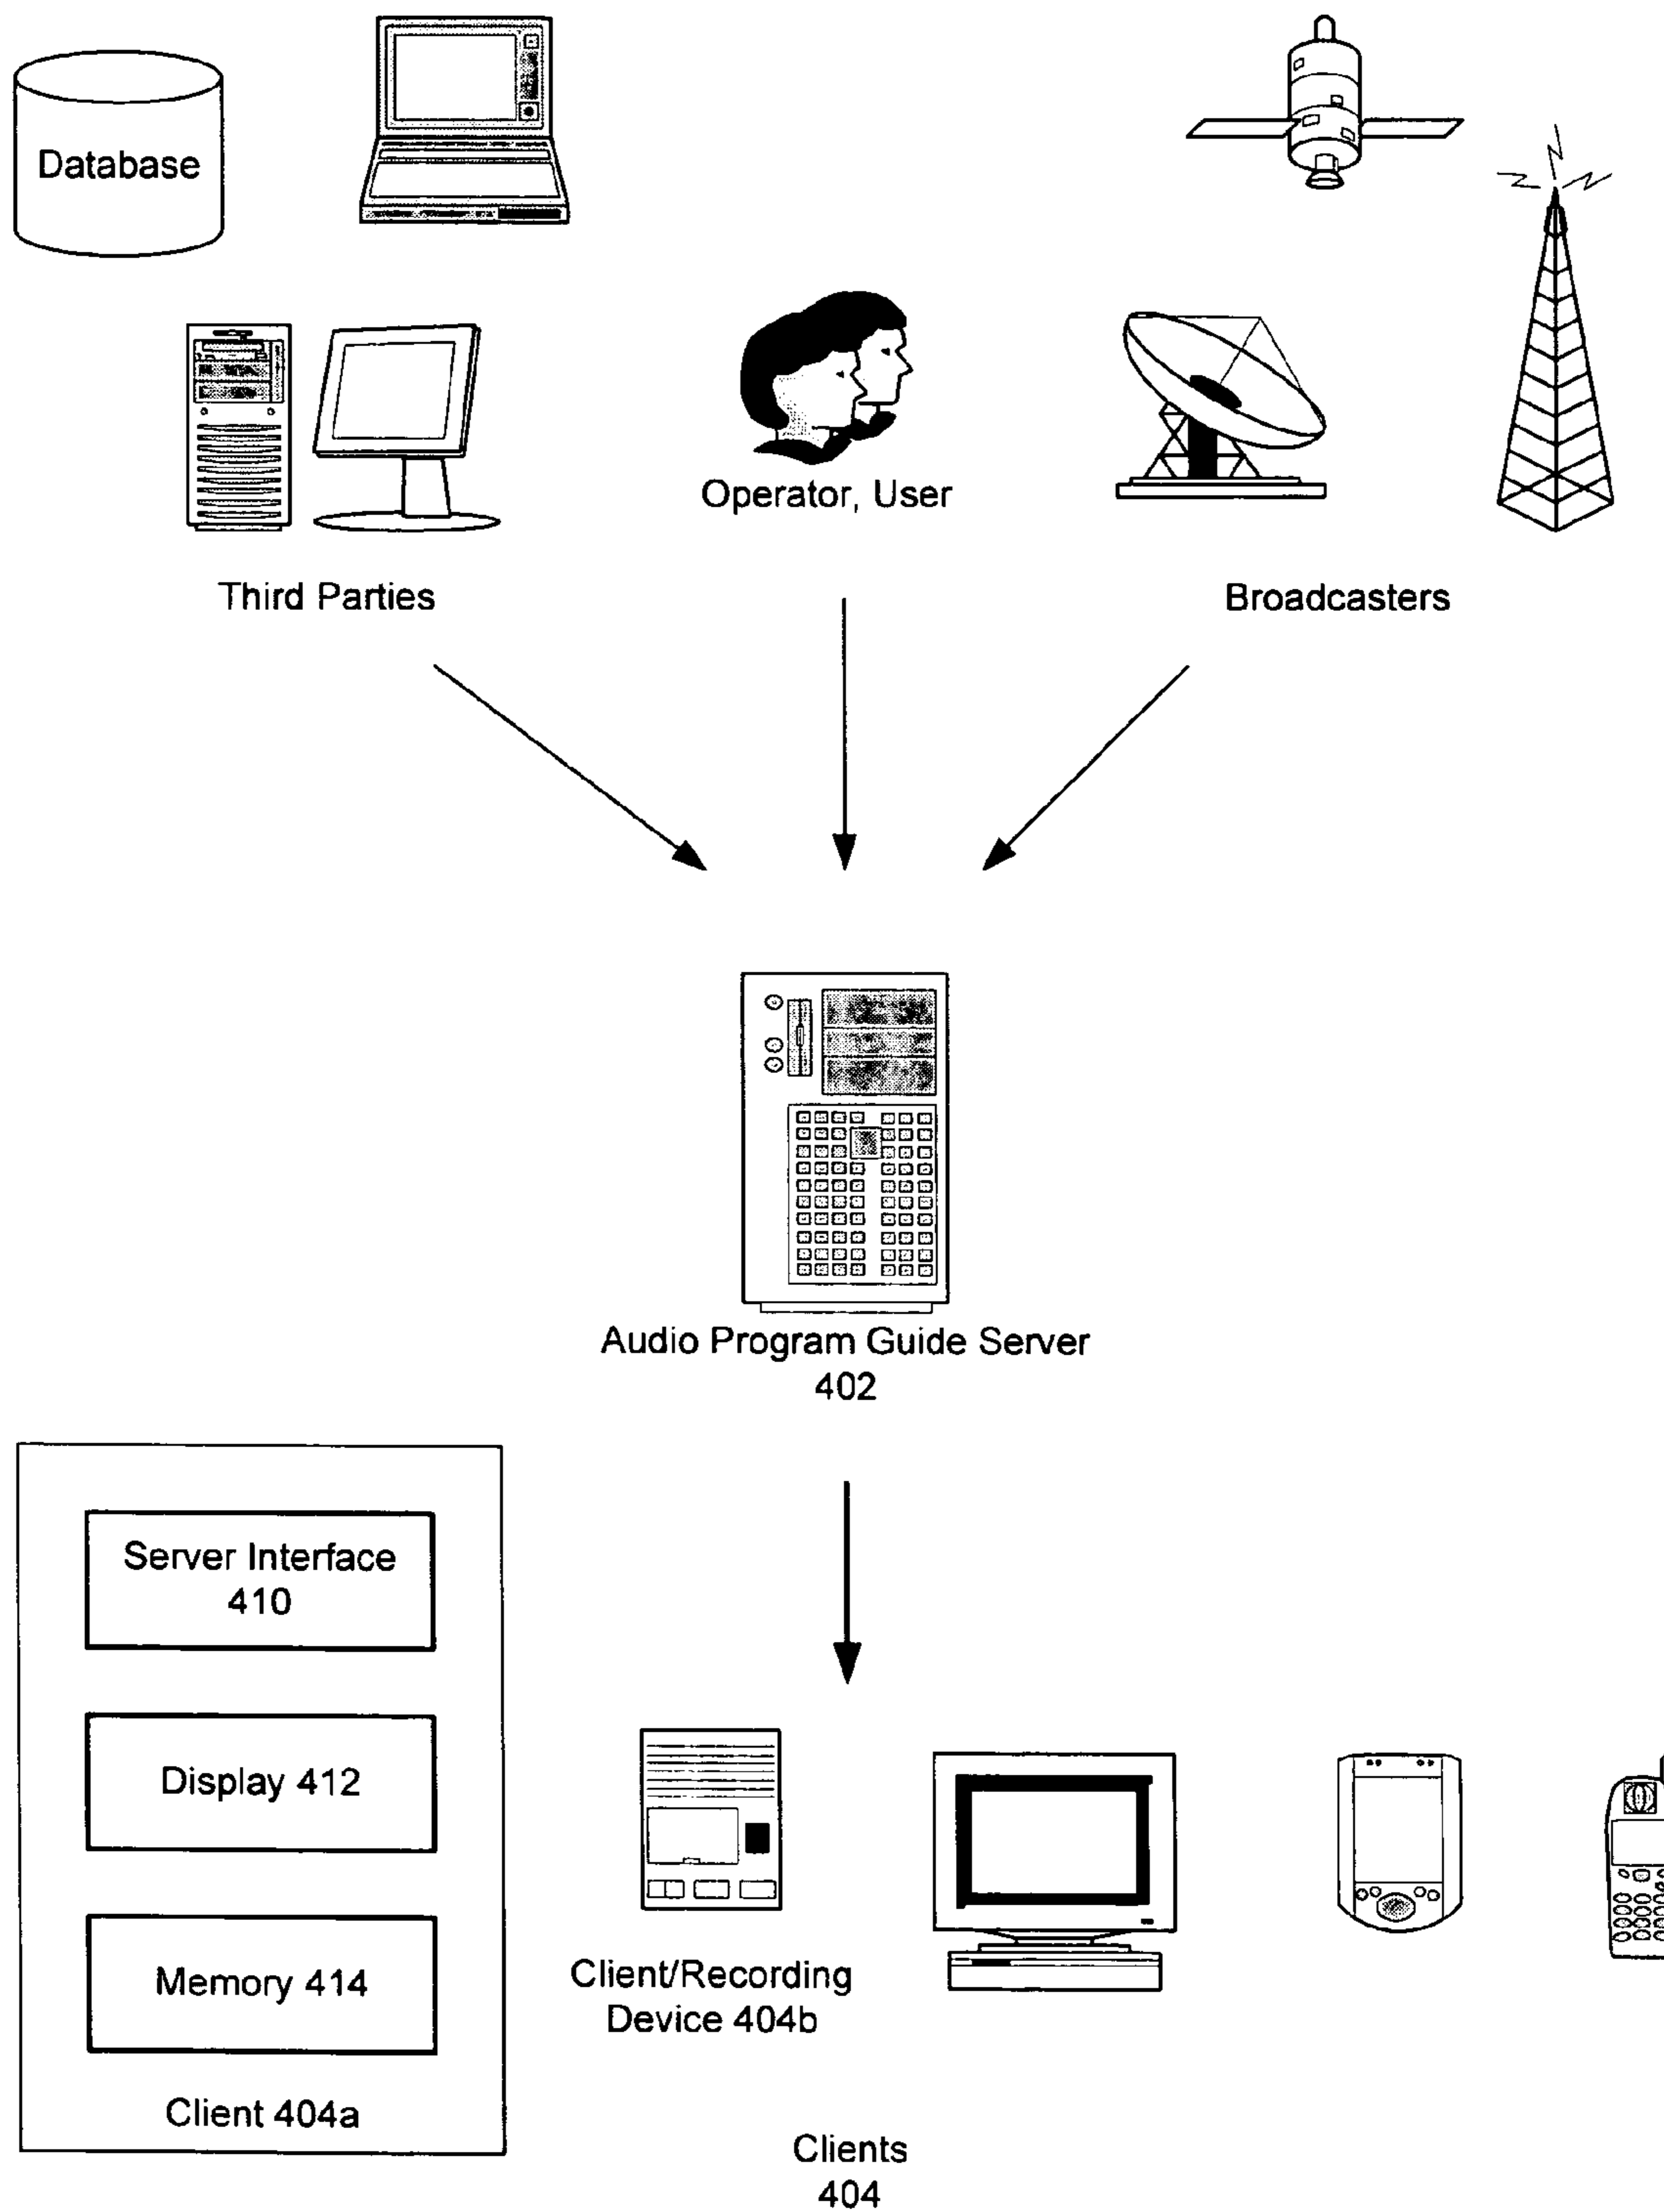 Database
Operator, User
Third Parties
Broadcasters
Audio Program Guide Server
402
Server Interface
410
Display 412
Memory 414
Client 404a
Client/Recording
Device 404b
Clients
404